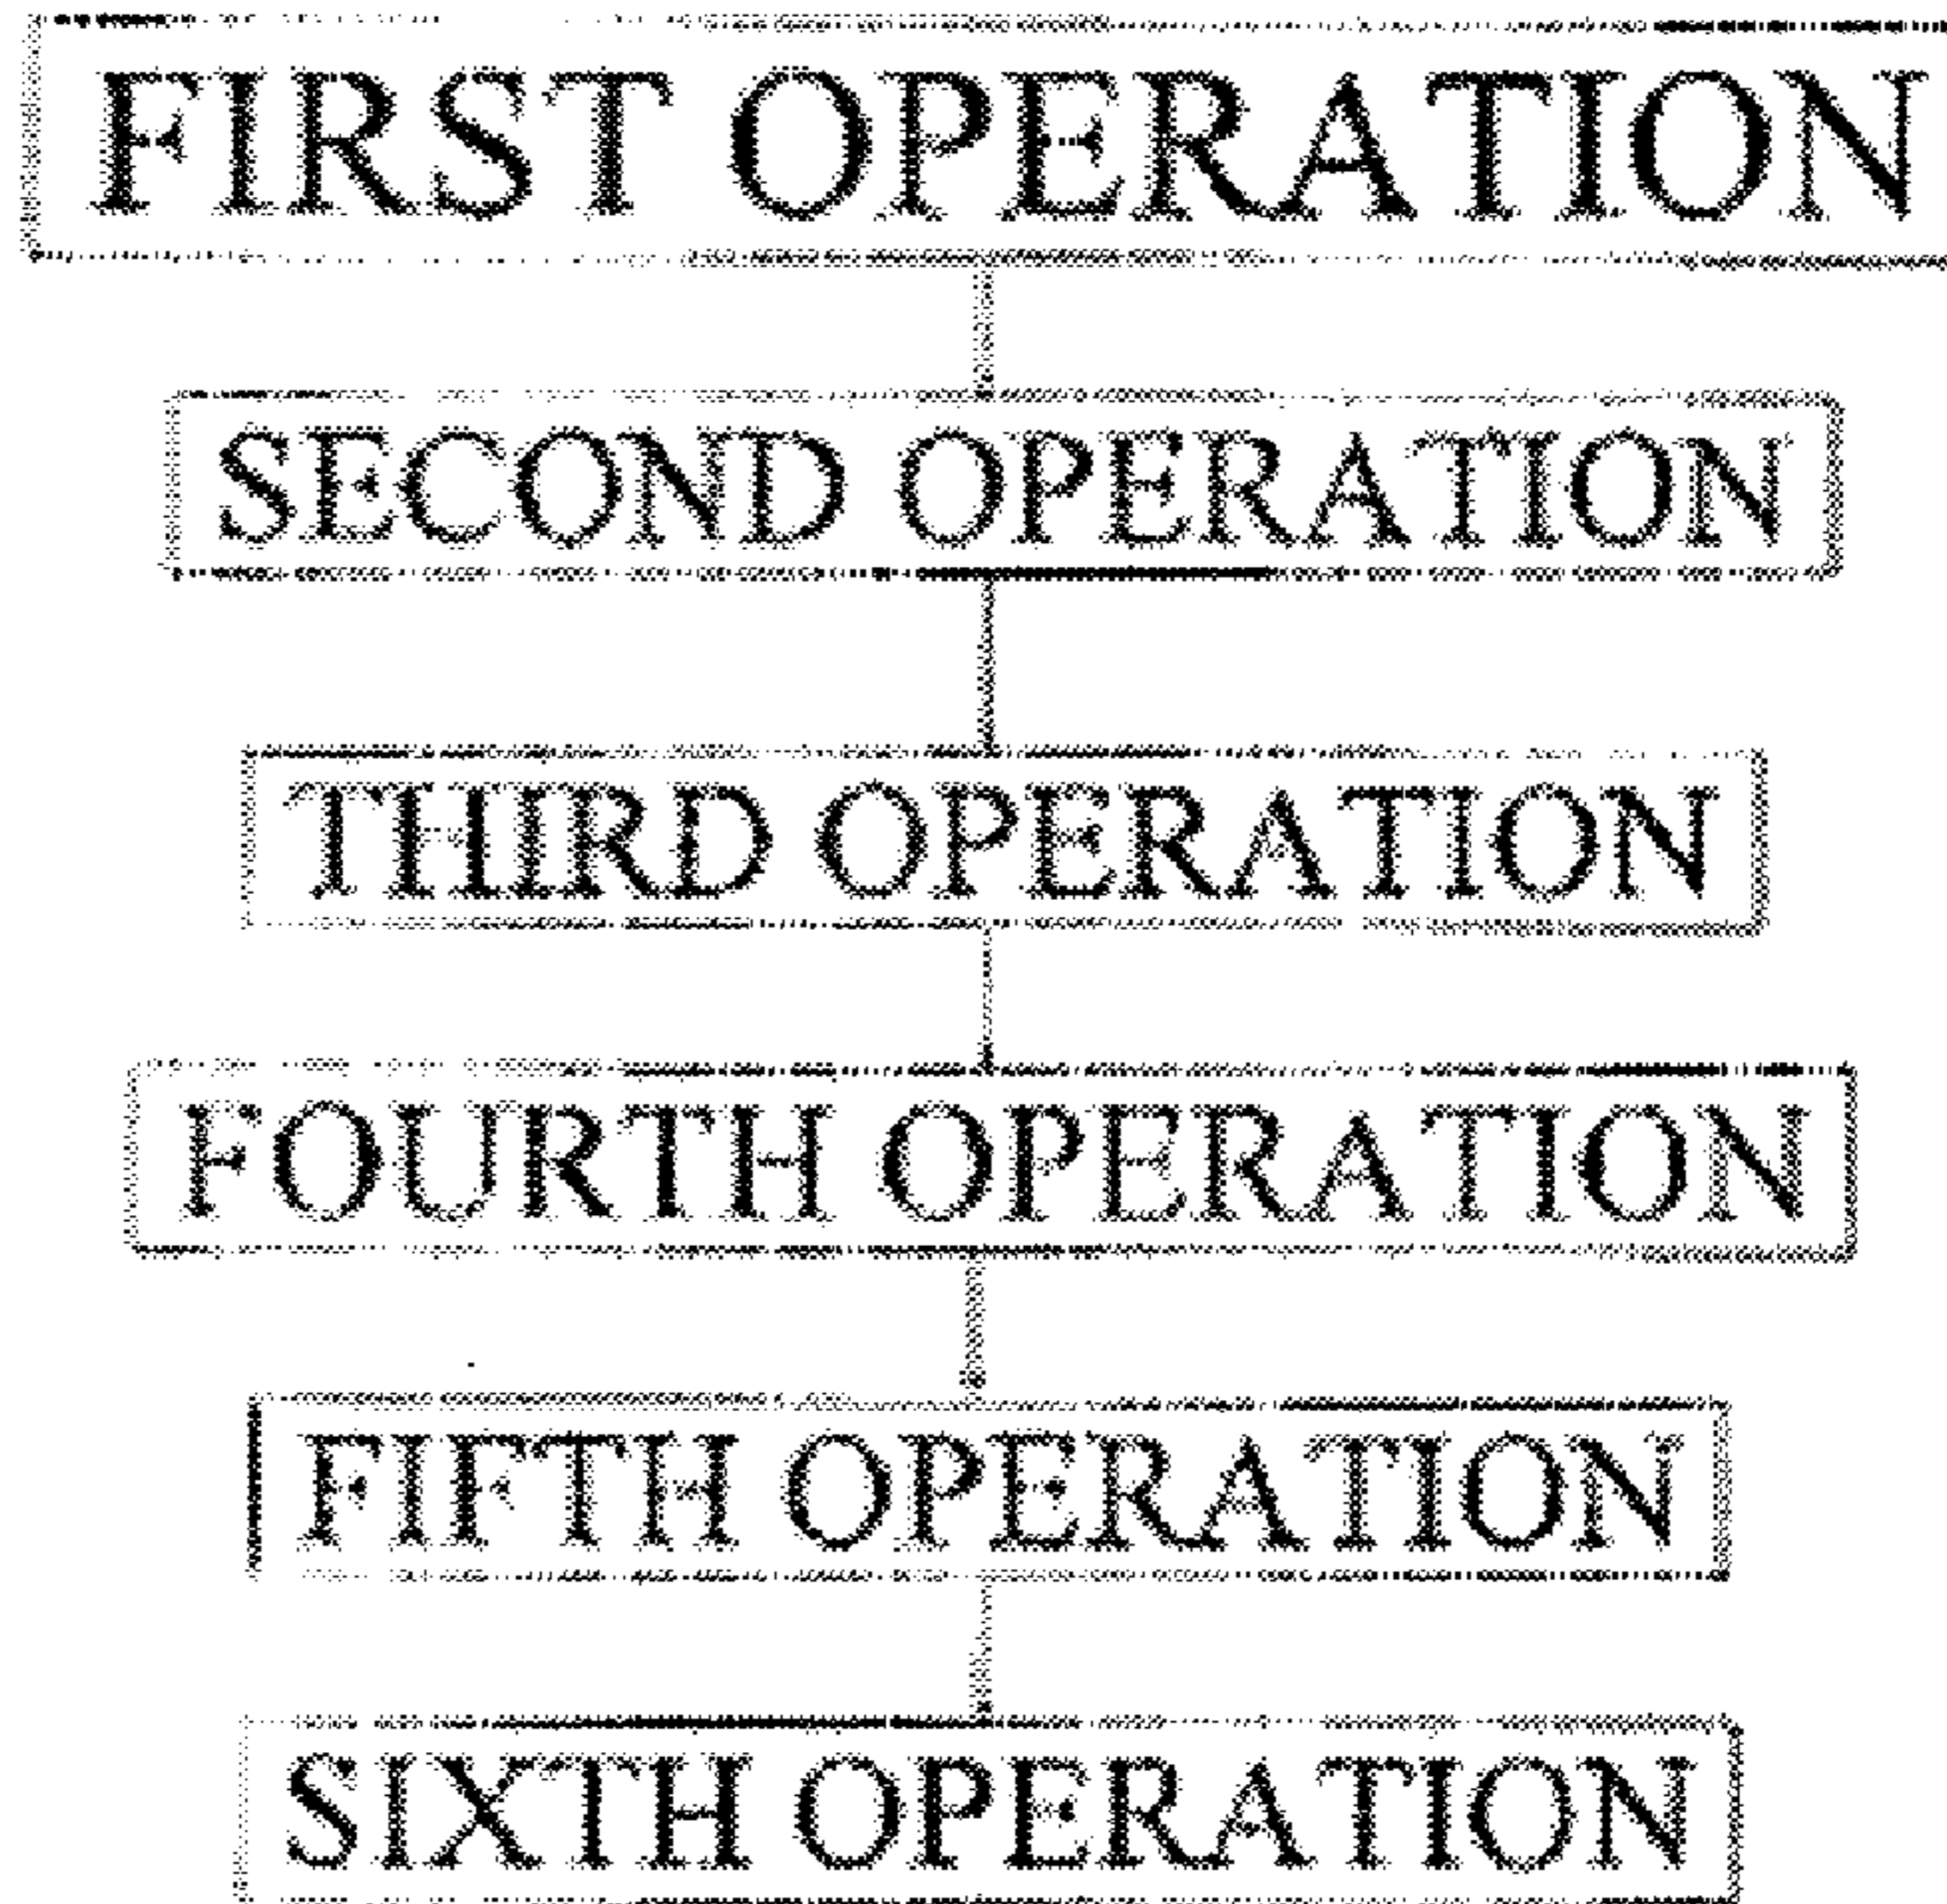 FIRST OPERATION
SECOND OPERATION
THIRD OPERATION
FOURTH OPERATION
FIFTH OPERATION
SIXTH OPERATION